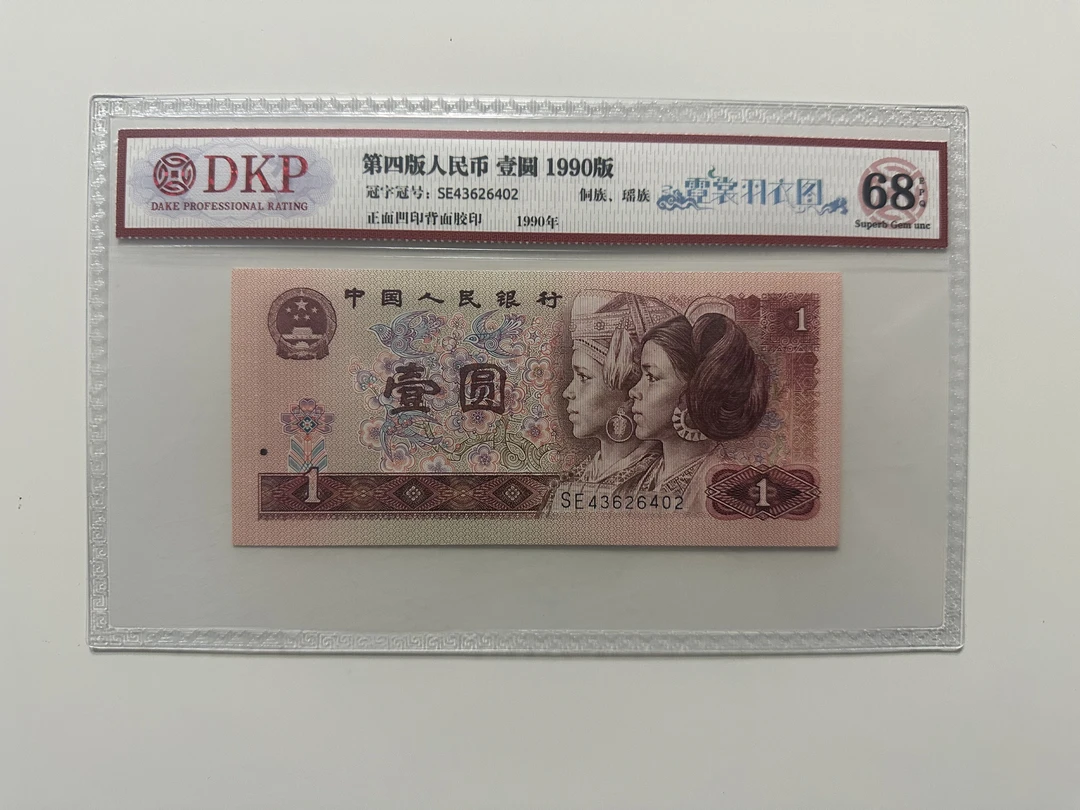 DKP
DAKE PROFESSIONAL RATING
第四版人民币 壹圆 1990版
冠字冠号：SE43626402 侗族、瑶族
正面凹印背面胶印 1990年
霓裳羽衣图
68 EPG
Superb Gem unc
中国人民银行
1
壹圆
1
SE43626402
1